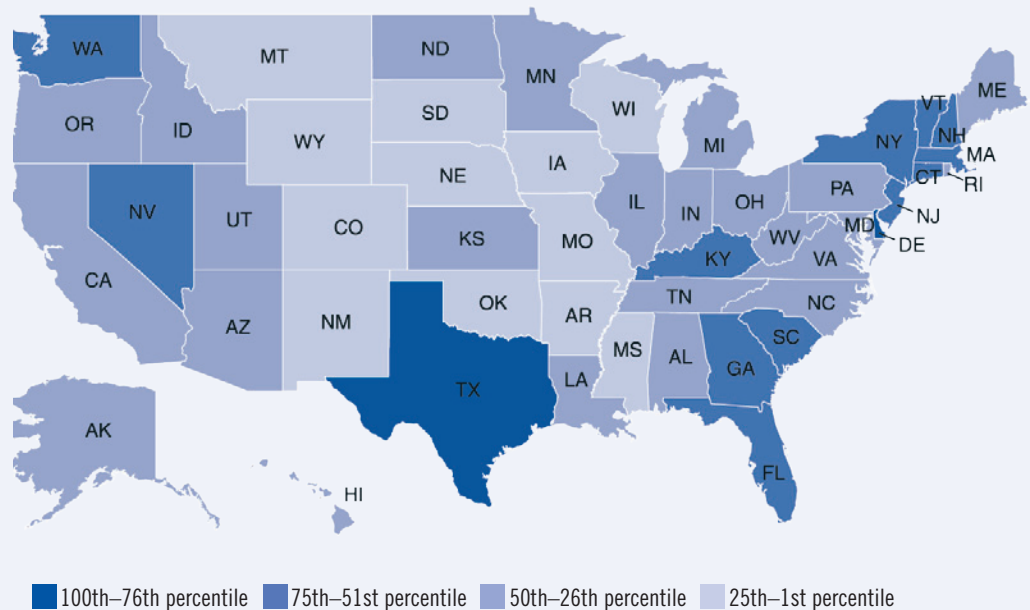 WA
MT
ND
MN
VT
ME
OR
ID
SD
WI
NY
NH
WY
MI
MA
IA
CT
RI
NE
PA
NV
UT
IL
IN
OH
NJ
CO
MD
KS
MO
WV
DE
CA
KY
VA
TN
NC
OK
AZ
NM
AR
SC
MS
AL
GA
LA
TX
AK
FL
HI
100th–76th percentile 75th–51st percentile 50th–26th percentile 25th–1st percentile